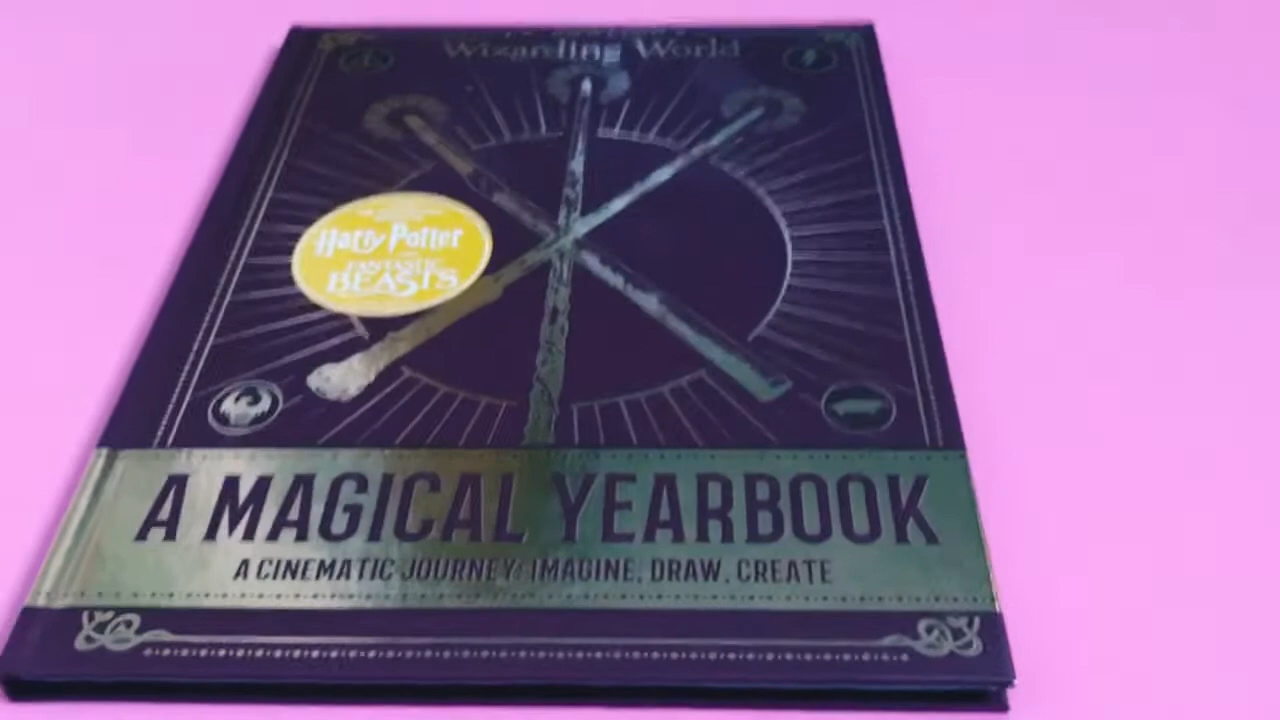 Wizarding World
Harry Potter
FANTASTIC
BEASTS
A MAGICAL YEARBOOK
A CINEMATIC JOURNEY: IMAGINE, DRAW, CREATE